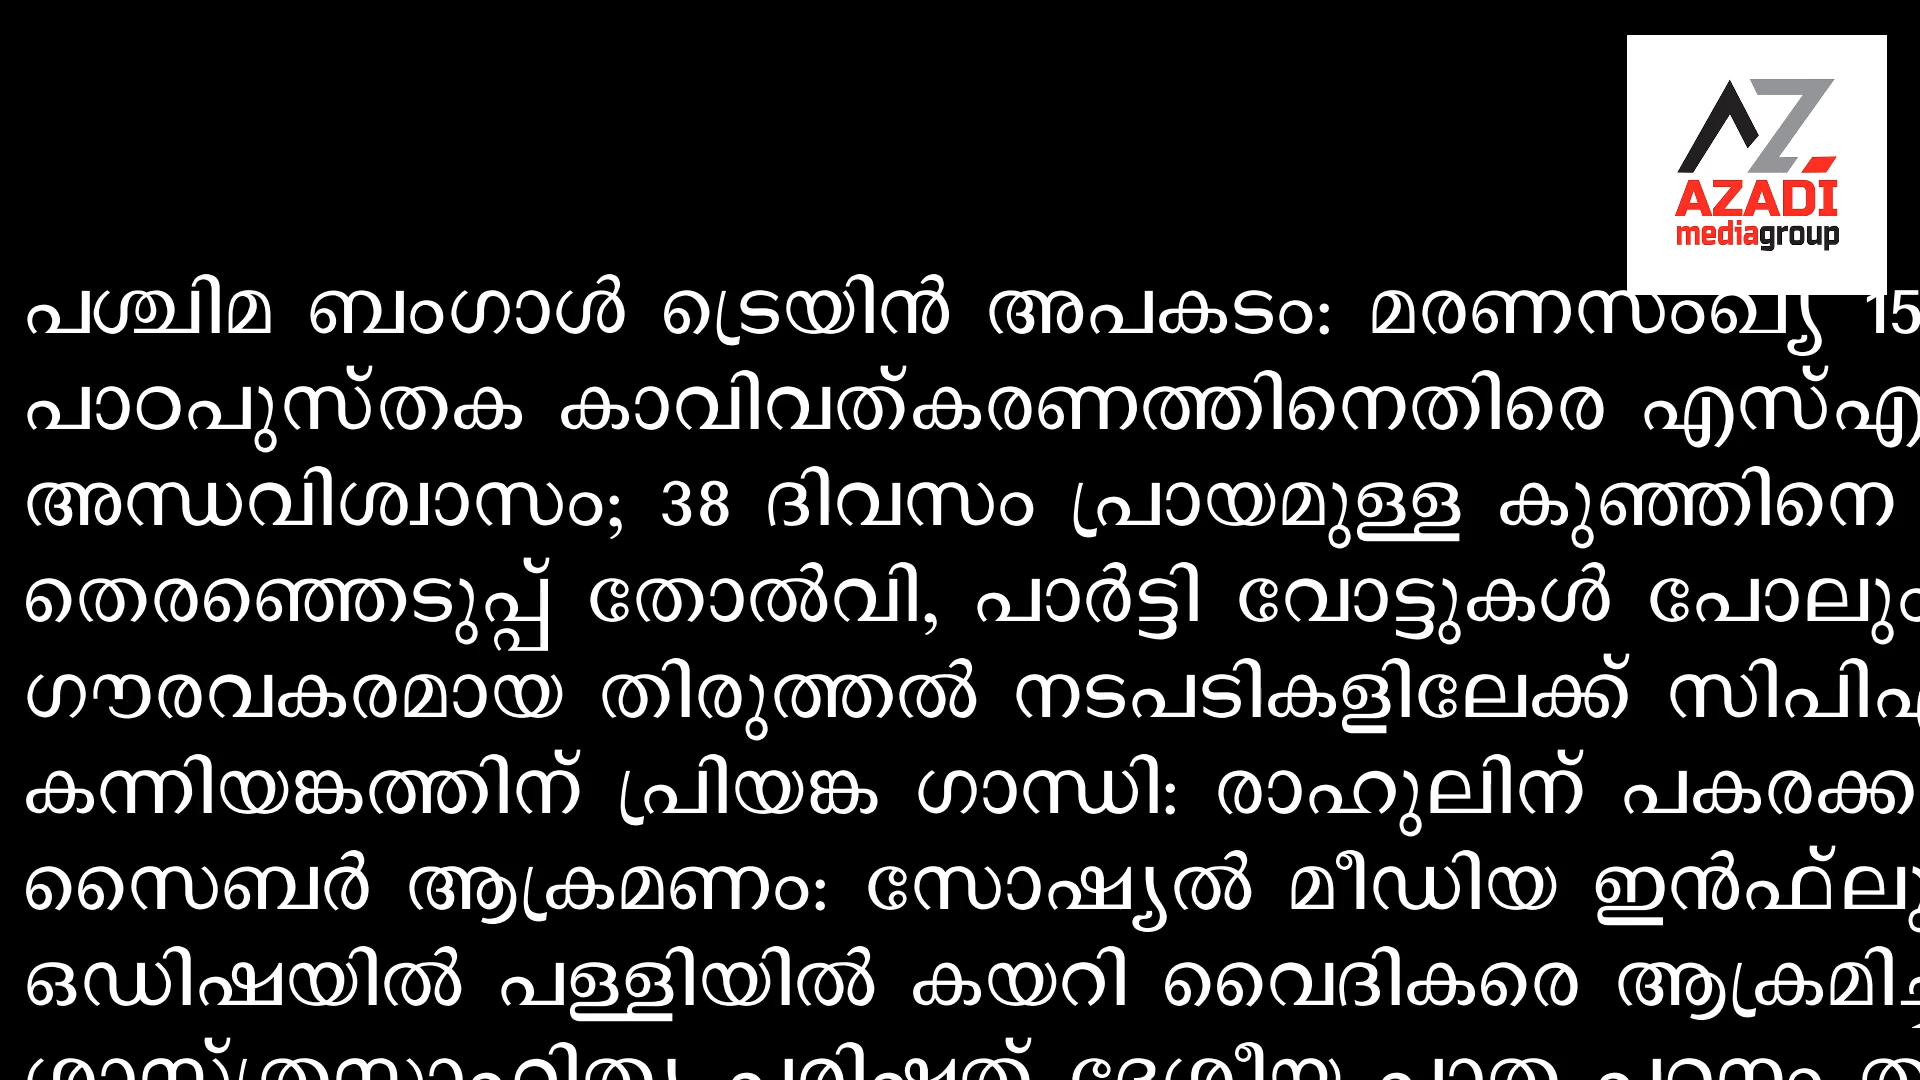 AZ
AZADI
mediagroup
പശ്ചിമ ബംഗാൾ ട്രെയിൻ അപകടം: മരണസംഖ്യ 15
പാഠപുസ്തക കാവിവത്കരണത്തിനെതിരെ
അന്ധവിശ്വാസം; 38 ദിവസം പ്രായമുള്ള കുഞ്ഞിനെ
തെരഞ്ഞെടുപ്പ് തോൽവി, പാർട്ടി വോട്ടുകൾ പോലും
ഗൗരവകരമായ തിരുത്തൽ നടപടികളിലേക്ക്
കന്നിയങ്കത്തിന് പ്രിയങ്ക ഗാന്ധി: രാഹുലിന് പകരക്ക
സൈബർ ആക്രമണം: സോഷ്യൽ മീഡിയ
ഒഡിഷയിൽ പള്ളിയിൽ കയറി വൈദികരെ